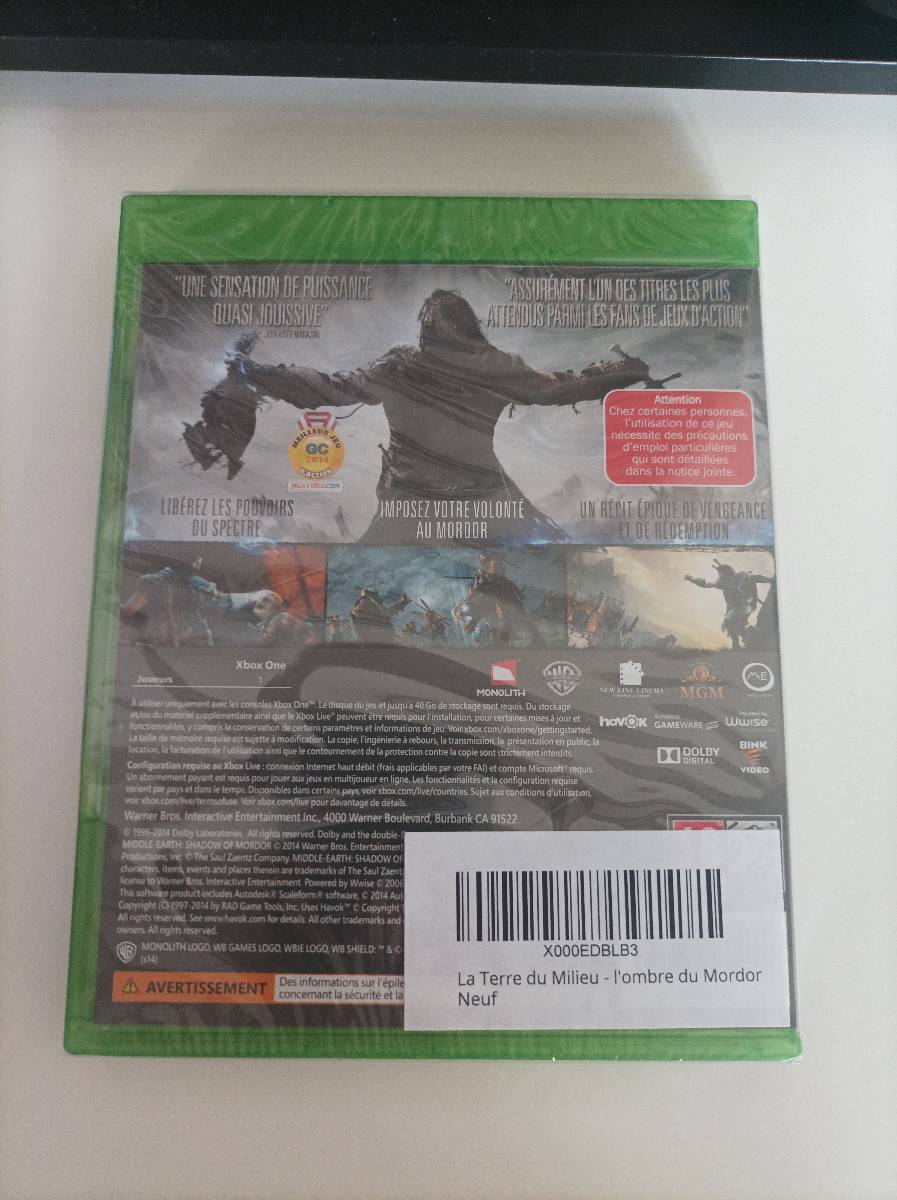 "UNE SENSATION DE PUISSANCE
QUASI JOUISSIVE"
JEUX VIDÉO MAGAZINE
"ASSURÉMENT L'UN DES TITRES LES PLUS
ATTENDUS PARMI LES FANS DE JEUX D'ACTION"
Attention
Chez certaines personnes,
l'utilisation de ce jeu
nécessite des précautions
d'emploi particulières
qui sont détaillées
dans la notice jointe.
MEILLEUR JEU
GC
2014
D'ACTION
jeuxvideo.com
LIBÉREZ LES POUVOIRS
DU SPECTRE
IMPOSEZ VOTRE VOLONTÉ
AU MORDOR
UN RÉCIT ÉPIQUE DE VENGEANCE
ET DE RÉDEMPTION
Xbox One
Joueurs 1
MONOLITH
NEW LINE CINEMA
MGM
ME
havok
Autodesk
GAMEWARE
Powered by
Wwise
DOLBY
DIGITAL
BINK
VIDEO
À utiliser uniquement avec les consoles Xbox One™. Le disque du jeu et jusqu'à 40 Go de stockage sont requis. Du stockage
et/ou du matériel supplémentaire ainsi que le Xbox Live® peuvent être requis pour l'installation, pour certaines mises à jour et
fonctionnalités, y compris la conservation de certains paramètres et informations de jeu. Voir xbox.com/xboxone/gettingstarted.
La taille de mémoire requise est sujette à modification. La copie, l'ingénierie à rebours, la transmission, la présentation en public, la
location, la facturation de l'utilisation ainsi que le contournement de la protection contre la copie sont strictement interdits.
Configuration requise au Xbox Live : connexion Internet haut débit (frais applicables par votre FAI) et compte Microsoft® requis.
Un abonnement payant est requis pour jouer aux jeux en multijoueur en ligne. Les fonctionnalités et la configuration requise
varient par pays et dans le temps. Disponibles dans certains pays, voir xbox.com/live/countries. Sujet aux conditions d'utilisation,
voir xbox.com/live/termsofuse. Voir xbox.com/live pour davantage de détails.
Warner Bros. Interactive Entertainment Inc., 4000 Warner Boulevard, Burbank CA 91522.
© 1999-2014 Dolby Laboratories. All rights reserved. Dolby and the double-D
MIDDLE-EARTH: SHADOW OF MORDOR © 2014 Warner Bros. Entertainment
Productions, Inc. © The Saul Zaentz Company. MIDDLE-EARTH: SHADOW OF
characters, items, events and places therein are trademarks of The Saul Zaentz
license to Warner Bros. Interactive Entertainment. Powered by Wwise © 2006
This software product includes Autodesk® Scaleform® software, © 2014 Aut
Copyright (C) 1997-2014 by RAD Game Tools, Inc. Uses Havok™ © Copyright 1
All rights reserved. See www.havok.com for details. All other trademarks and
owners. All rights reserved.
MONOLITH LOGO, WB GAMES LOGO, WBIE LOGO, WB SHIELD: ™ & ©
(s14)
AVERTISSEMENT
Des informations sur l'épile
concernant la sécurité et la
X000EDBLB3
La Terre du Milieu - l'ombre du Mordor
Neuf